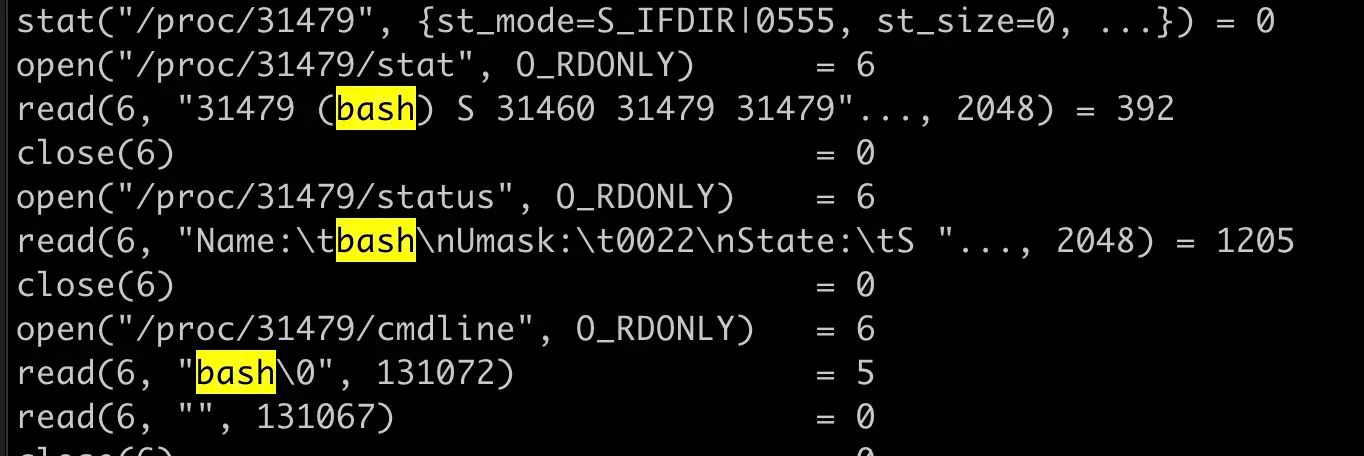 stat("/proc/31479", {st_mode=S_IFDIR|0555, st_size=0, ...}) = 0
open("/proc/31479/stat", O_RDONLY)      = 6
read(6, "31479 (bash) S 31460 31479 31479"..., 2048) = 392
close(6)                                = 0
open("/proc/31479/status", O_RDONLY)    = 6
read(6, "Name:\tbash\nUmask:\t0022\nState:\tS "..., 2048) = 1205
close(6)                                = 0
open("/proc/31479/cmdline", O_RDONLY)   = 6
read(6, "bash\0", 131072)               = 5
read(6, "", 131067)                     = 0